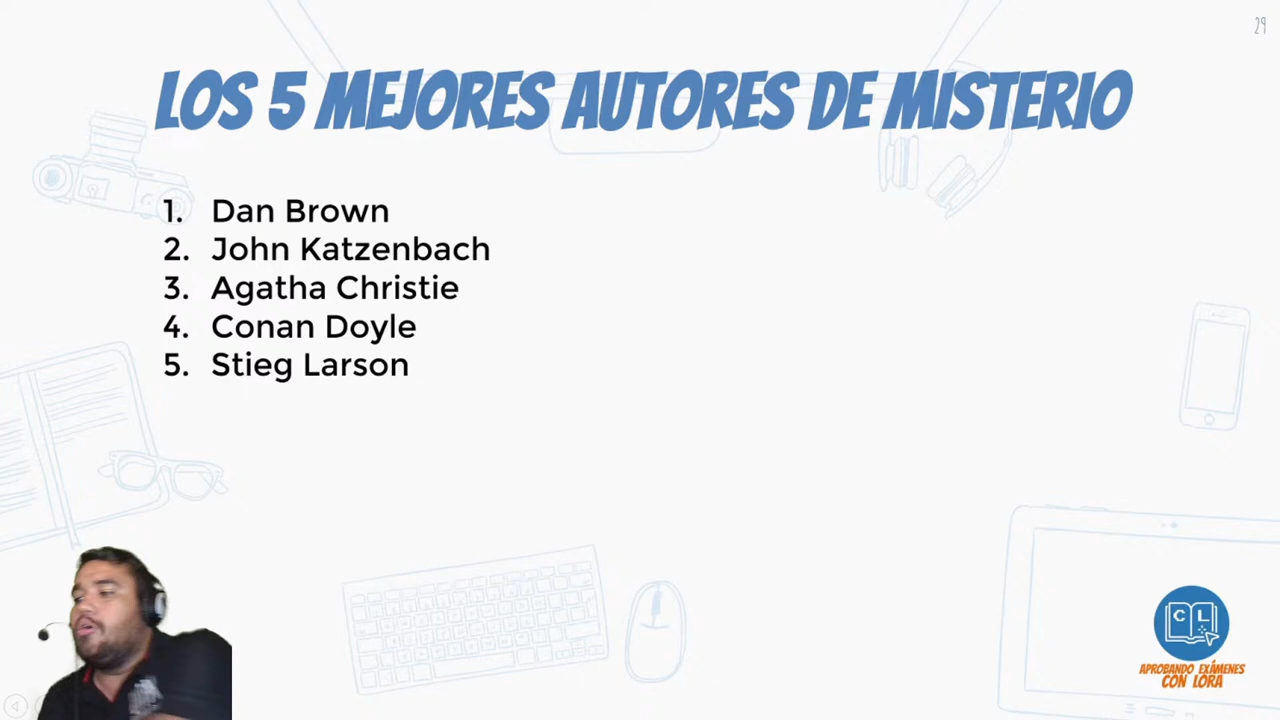 29
LOS 5 MEJORES AUTORES DE MISTERIO
1. Dan Brown
2. John Katzenbach
3. Agatha Christie
4. Conan Doyle
5. Stieg Larson
C L
APROBANDO EXÁMENES
CON LORA